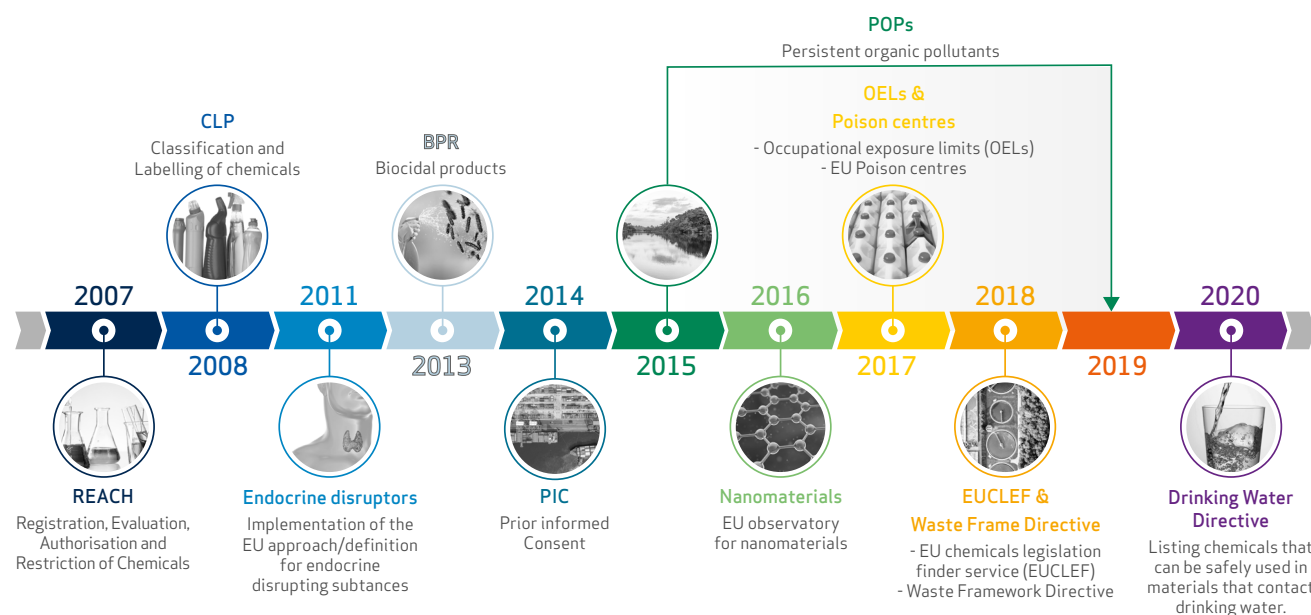 POPs
Persistent organic pollutants
OELs &
Poison centres
- Occupational exposure limits (OELs)
- EU Poison centres
CLP
Classification and
Labelling of chemicals
BPR
Biocidal products
2007
2008
2011
2013
2014
2015
2016
2017
2018
2019
2020
REACH
Registration, Evaluation,
Authorisation and
Restriction of Chemicals
Endocrine disruptors
Implementation of the
EU approach/definition
for endocrine
disrupting subtances
PIC
Prior informed
Consent
Nanomaterials
EU observatory
for nanomaterials
EUCLEF &
Waste Frame Directive
- EU chemicals legislation
finder service (EUCLEF)
- Waste Framework Directive
Drinking Water
Directive
Listing chemicals that
can be safely used in
materials that contact
drinking water.